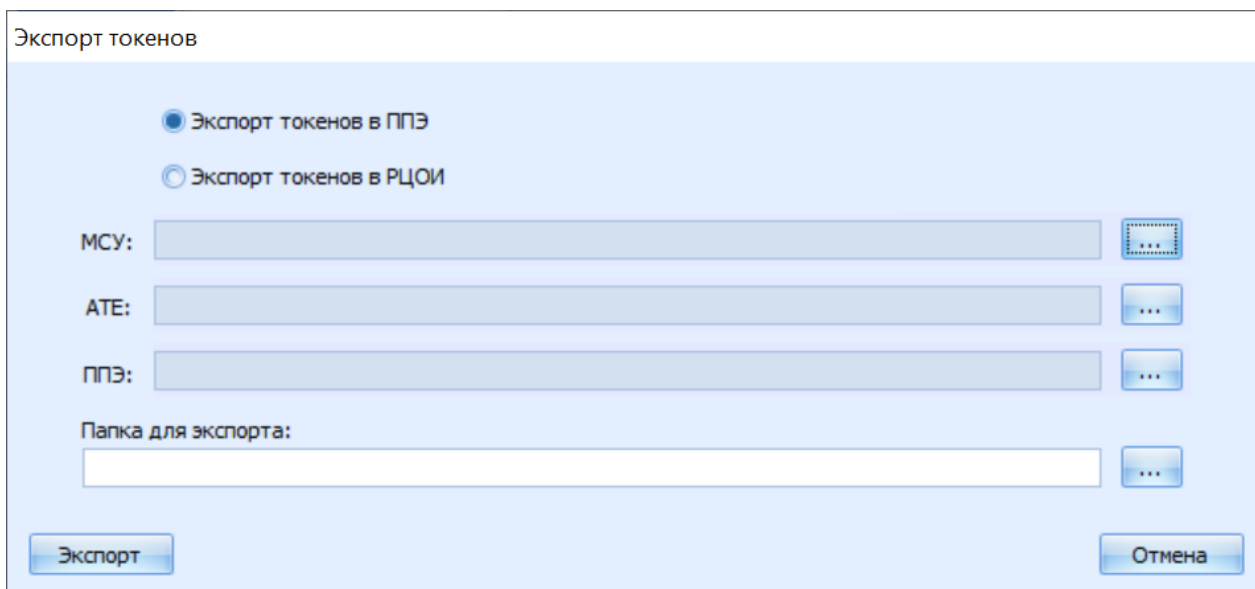 Экспорт токенов
Экспорт токенов в ППЭ
Экспорт токенов в РЦОИ
МСУ: ...
АТЕ: ...
ППЭ: ...
Папка для экспорта:
...
Экспорт Отмена